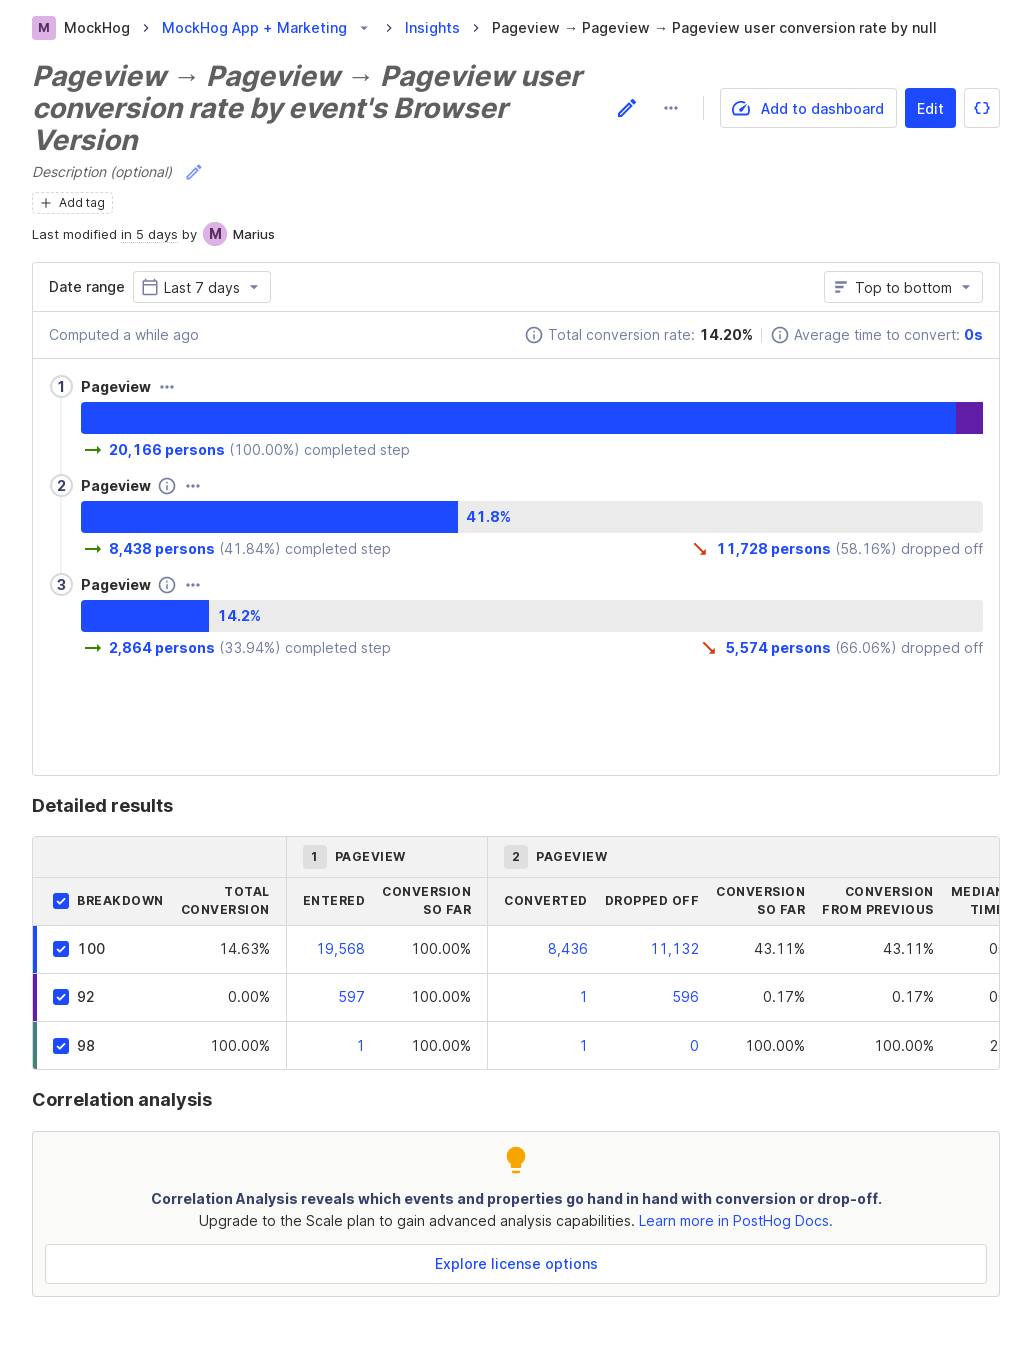 M MockHog MockHog App + Marketing Insights Pageview → Pageview → Pageview user conversion rate by null
Pageview → Pageview → Pageview user
conversion rate by event's Browser
Version
Add to dashboard Edit
Description (optional)
Add tag
Last modified in 5 days by M Marius
Date range Last 7 days Top to bottom
Computed a while ago Total conversion rate: 14.20% Average time to convert: 0s
1 Pageview
20,166 persons (100.00%) completed step
2 Pageview
41.8%
8,438 persons (41.84%) completed step 11,728 persons (58.16%) dropped off
3 Pageview
14.2%
2,864 persons (33.94%) completed step 5,574 persons (66.06%) dropped off
Detailed results
1 PAGEVIEW 2 PAGEVIEW
BREAKDOWN TOTAL CONVERSION ENTERED CONVERSION SO FAR CONVERTED DROPPED OFF CONVERSION SO FAR CONVERSION FROM PREVIOUS
100 14.63% 19,568 100.00% 8,436 11,132 43.11% 43.11%
92 0.00% 597 100.00% 1 596 0.17% 0.17%
98 100.00% 1 100.00% 1 0 100.00% 100.00%
Correlation analysis
Correlation Analysis reveals which events and properties go hand in hand with conversion or drop-off.
Upgrade to the Scale plan to gain advanced analysis capabilities. Learn more in PostHog Docs.
Explore license options